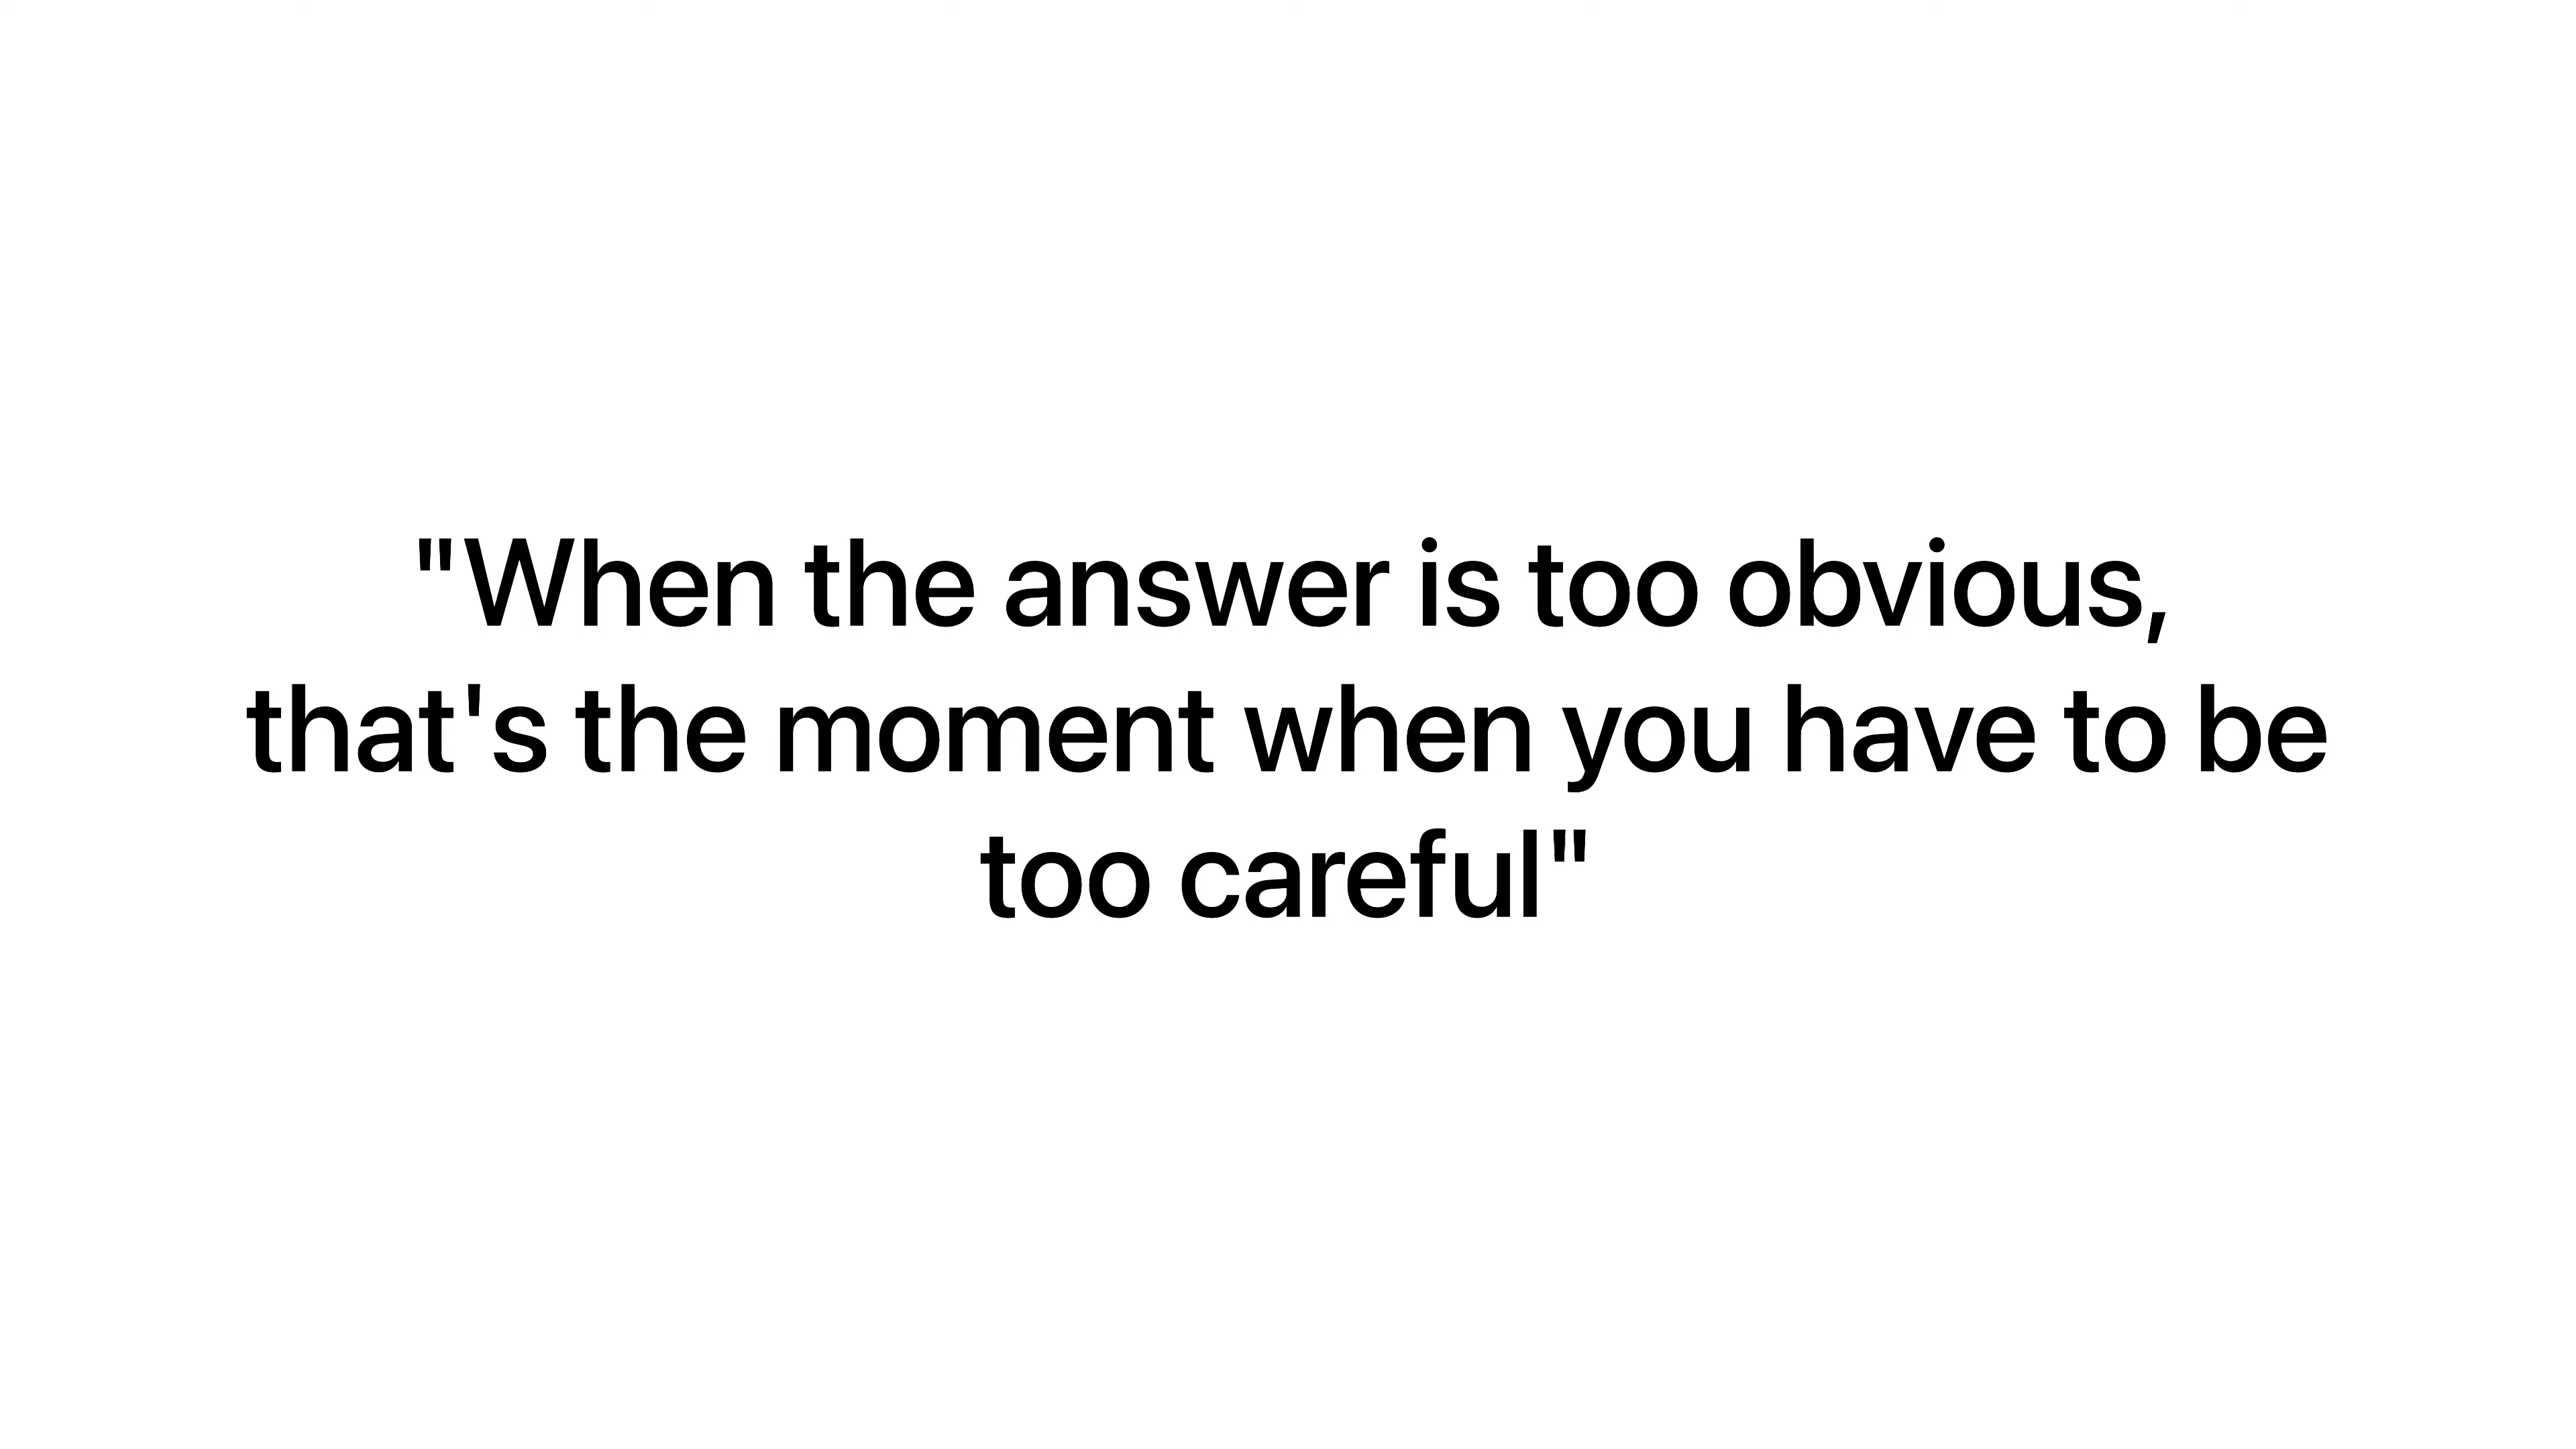 "When the answer is too obvious,
that's the moment when you have to be
too careful"